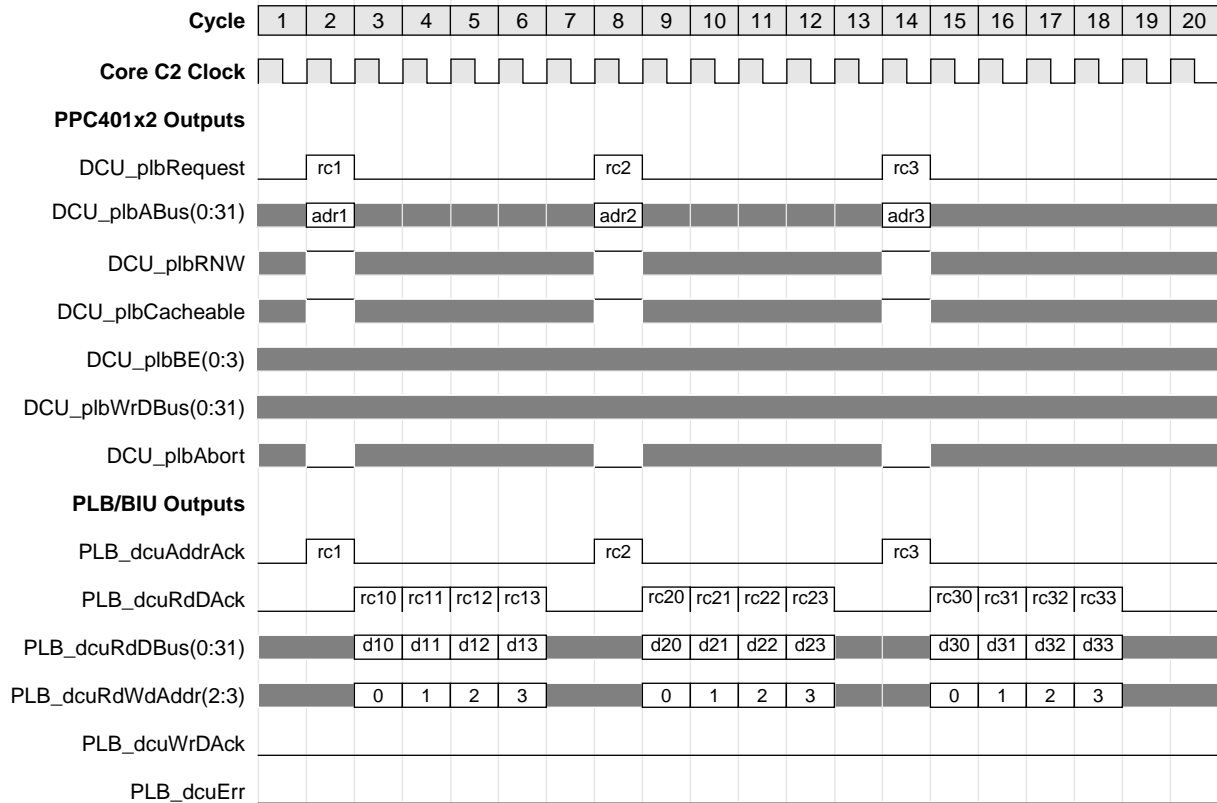 Cycle 1 2 3 4 5 6 7 8 9 10 11 12 13 14 15 16 17 18 19 20
Core C2 Clock
PPC401x2 Outputs
DCU_plbRequest rc1 rc2 rc3
DCU_plbABus(0:31) adr1 adr2 adr3
DCU_plbRNW
DCU_plbCacheable
DCU_plbBE(0:3)
DCU_plbWrDBus(0:31)
DCU_plbAbort
PLB/BIU Outputs
PLB_dcuAddrAck rc1 rc2 rc3
PLB_dcuRdDAck rc10 rc11 rc12 rc13 rc20 rc21 rc22 rc23 rc30 rc31 rc32 rc33
PLB_dcuRdDBus(0:31) d10 d11 d12 d13 d20 d21 d22 d23 d30 d31 d32 d33
PLB_dcuRdWdAddr(2:3) 0 1 2 3 0 1 2 3 0 1 2 3
PLB_dcuWrDAck
PLB_dcuErr